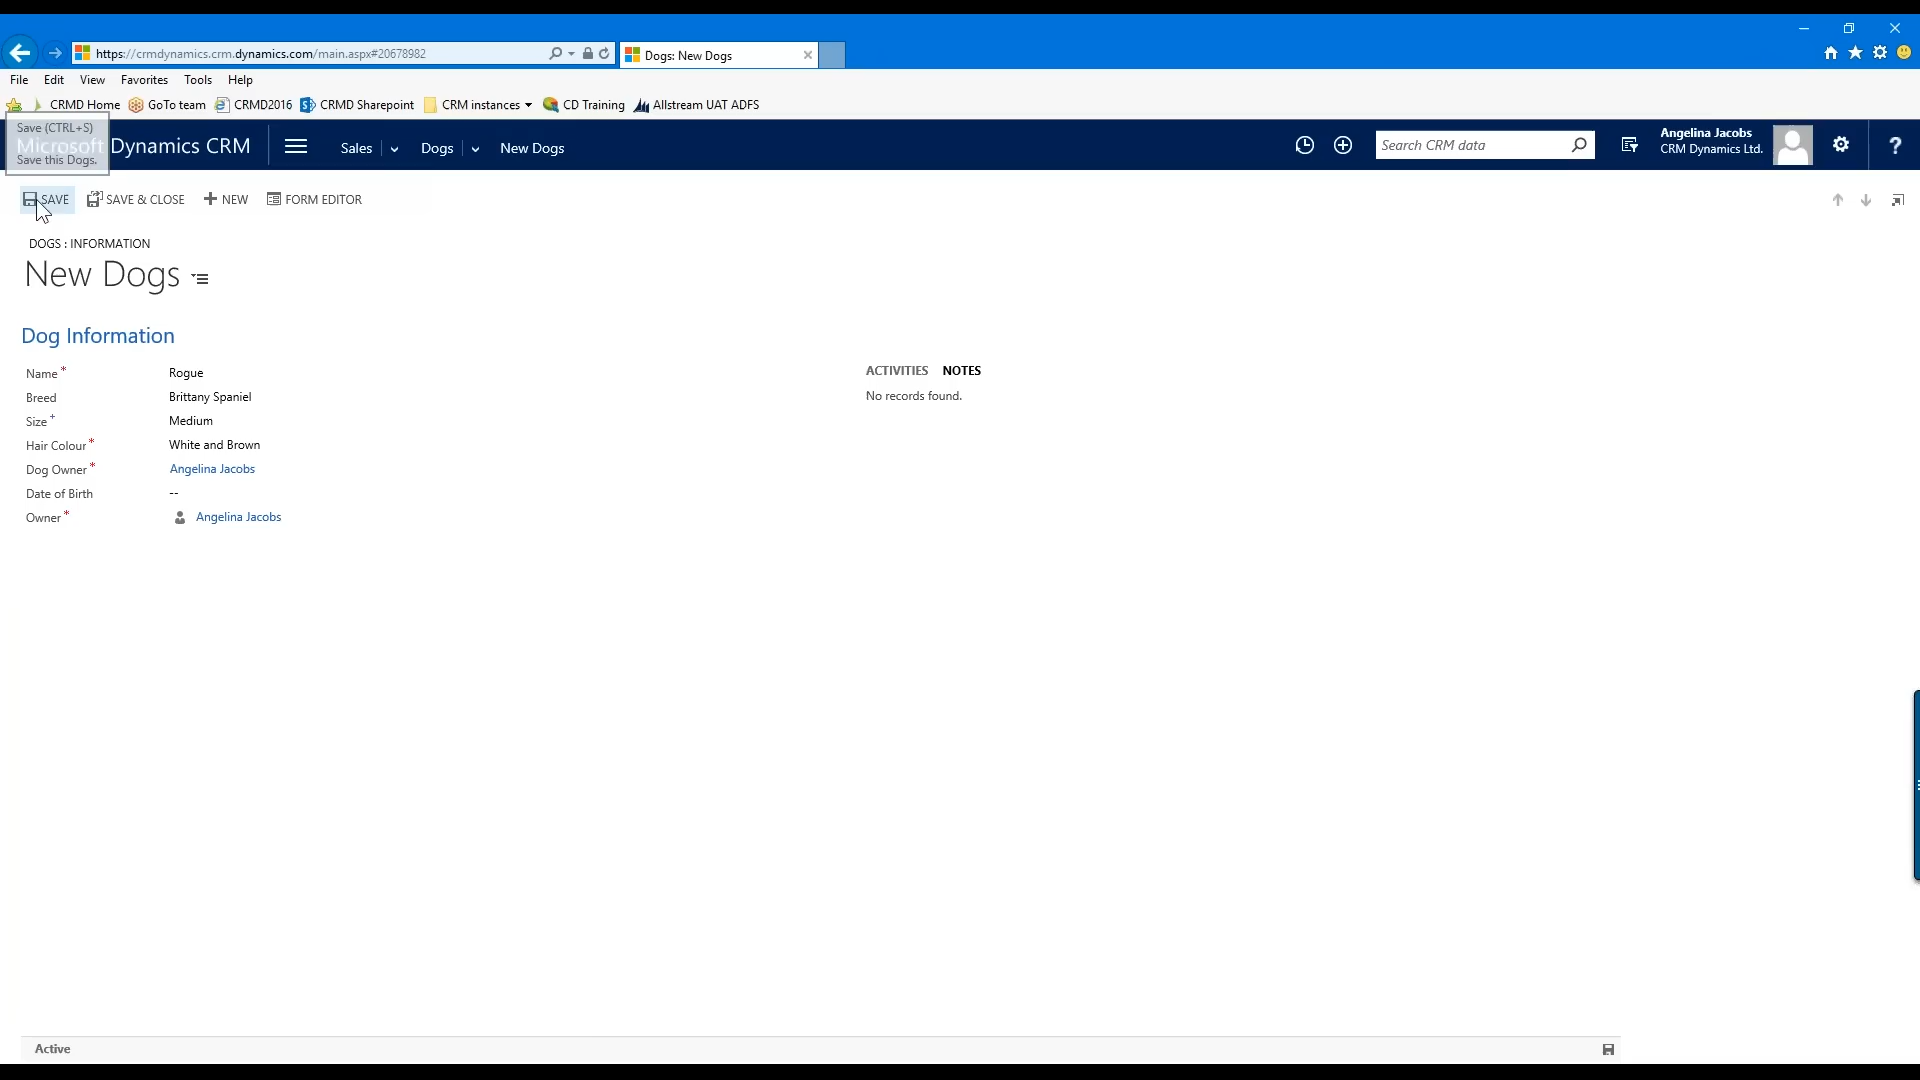 https://crmdynamics.crm.dynamics.com/main.aspx#20678982
Dogs: New Dogs
File Edit View Favorites Tools Help
CRMD Home GoTo team CRMD2016 CRMD Sharepoint CRM instances CD Training Allstream UAT ADFS
Save (CTRL+S)
Save this Dogs.
Microsoft Dynamics CRM Sales Dogs New Dogs Search CRM data
Angelina Jacobs
CRM Dynamics Ltd.
?
SAVE SAVE & CLOSE NEW FORM EDITOR
DOGS : INFORMATION
New Dogs
Dog Information
Name* Rogue
Breed Brittany Spaniel
Size+ Medium
Hair Colour* White and Brown
Dog Owner* Angelina Jacobs
Date of Birth --
Owner* Angelina Jacobs
ACTIVITIES NOTES
No records found.
Active